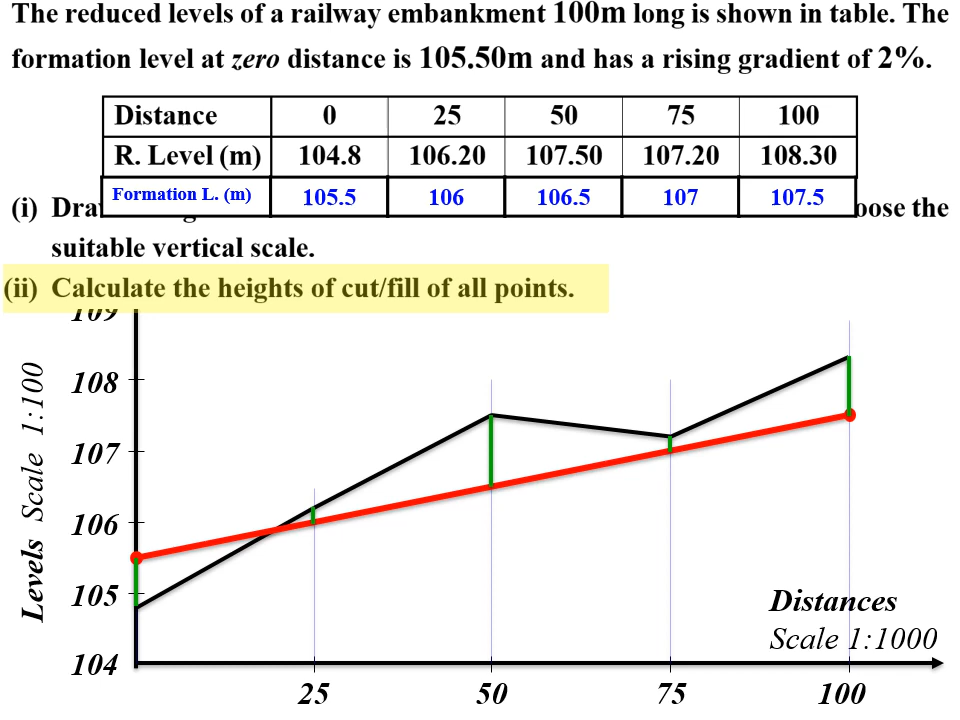 The reduced levels of a railway embankment 100m long is shown in table. The
formation level at zero distance is 105.50m and has a rising gradient of 2%.
Distance 0 25 50 75 100
R. Level (m) 104.8 106.20 107.50 107.20 108.30
Formation L. (m) 105.5 106 106.5 107 107.5
(i) oose the
suitable vertical scale.
(ii) Calculate the heights of cut/fill of all points.
109
108
107
106
105
104
Levels Scale 1:100
Distances
Scale 1:1000
25 50 75 100